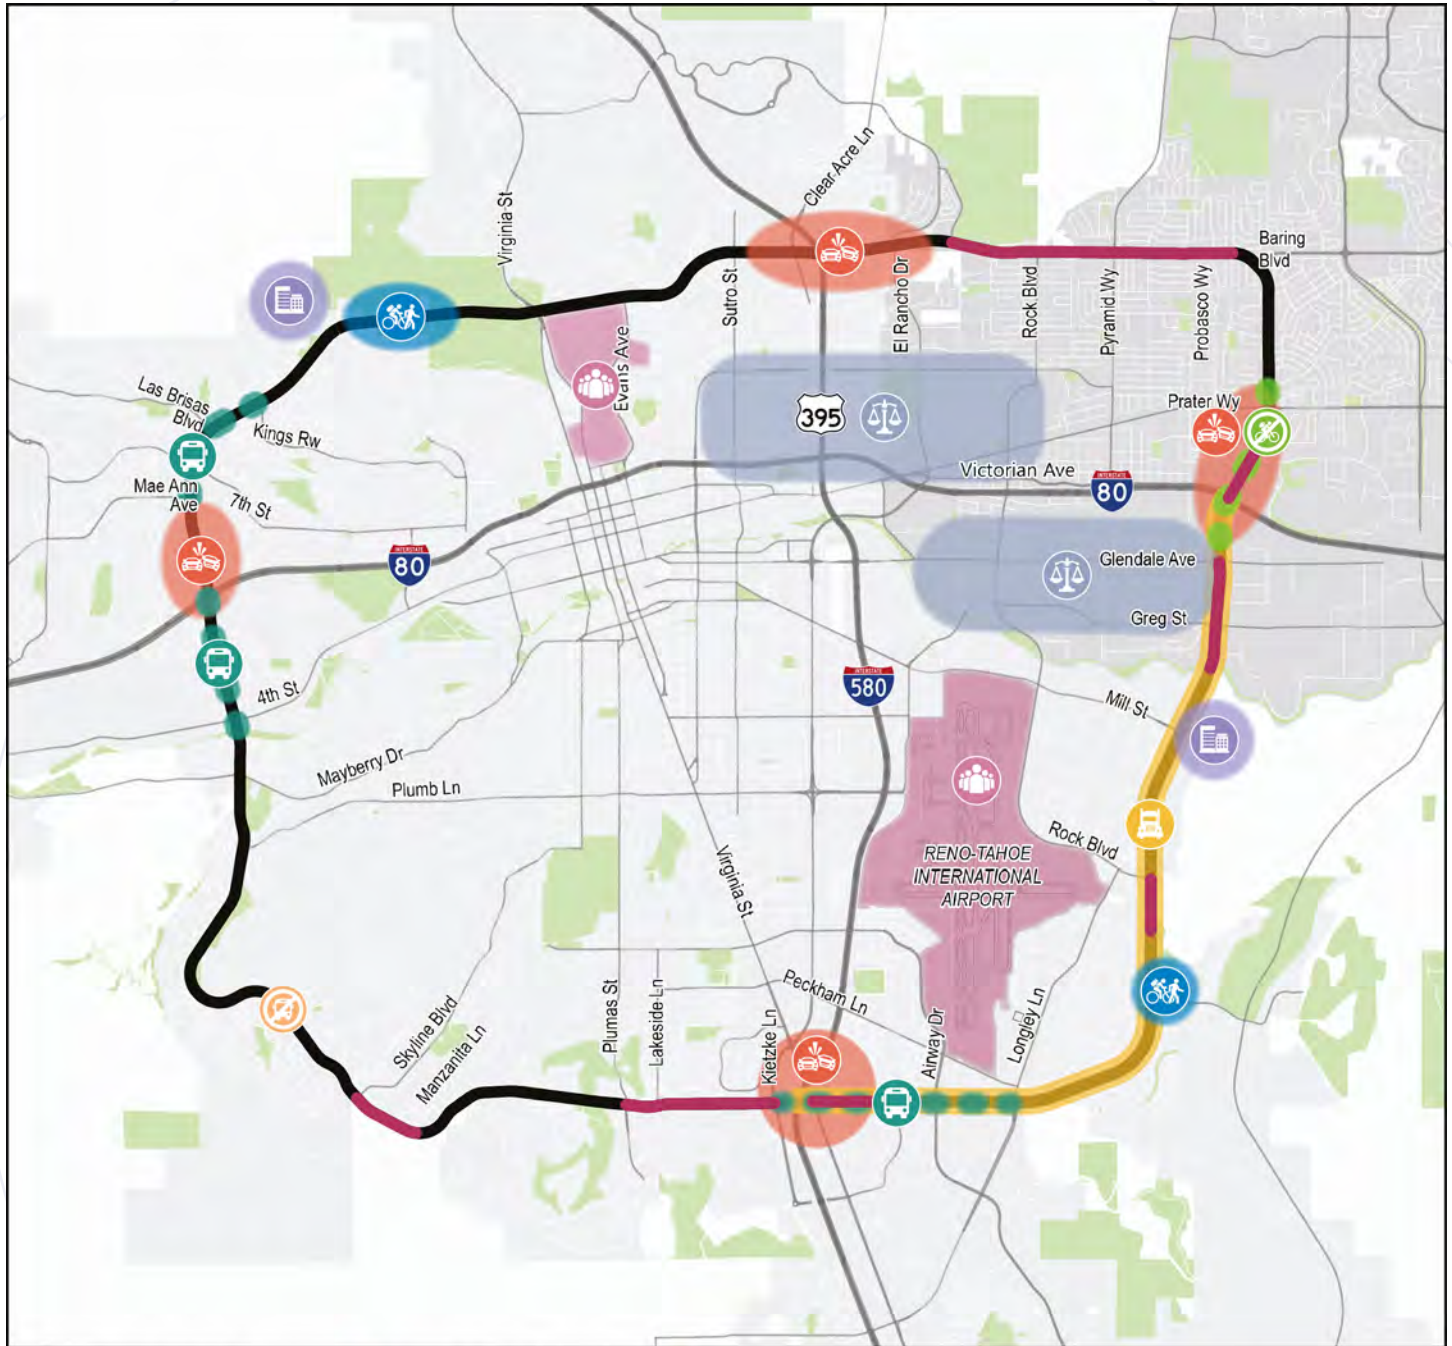 Clear Acre Ln
Virginia St
Baring
Blvd
Sutro St
El Rancho Dr
Rock Blvd
Pyramid Wy
Probasco Wy
Evans Ave
Las Brisas
Blvd
Kings Rw
395
Prater Wy
Victorian Ave
INTERSTATE
80
Mae Ann
Ave
7th St
INTERSTATE
80
Glendale Ave
Greg St
INTERSTATE
580
4th St
Mill St
Mayberry Dr
Plumb Ln
Virginia St
Rock Blvd
RENO-TAHOE
INTERNATIONAL
AIRPORT
Skyline Blvd
Manzanita Ln
Plumas St
Lakeside Ln
Kietzke Ln
Peckham Ln
Airway Dr
Longley Ln